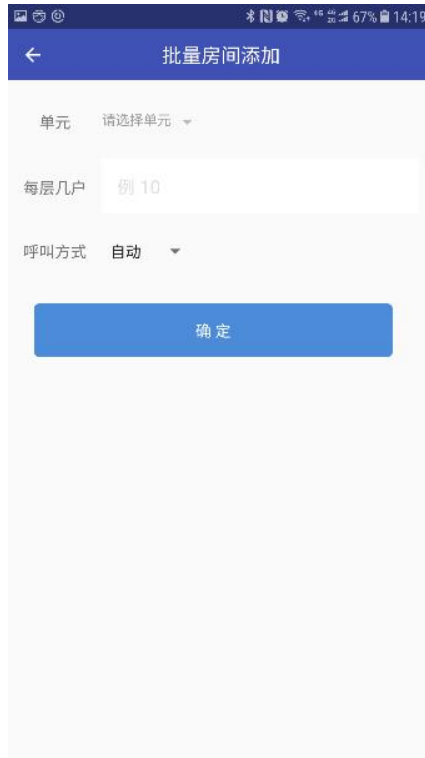 67% 14:19
批量房间添加
单元 请选择单元
每层几户 例 10
呼叫方式 自动
确定